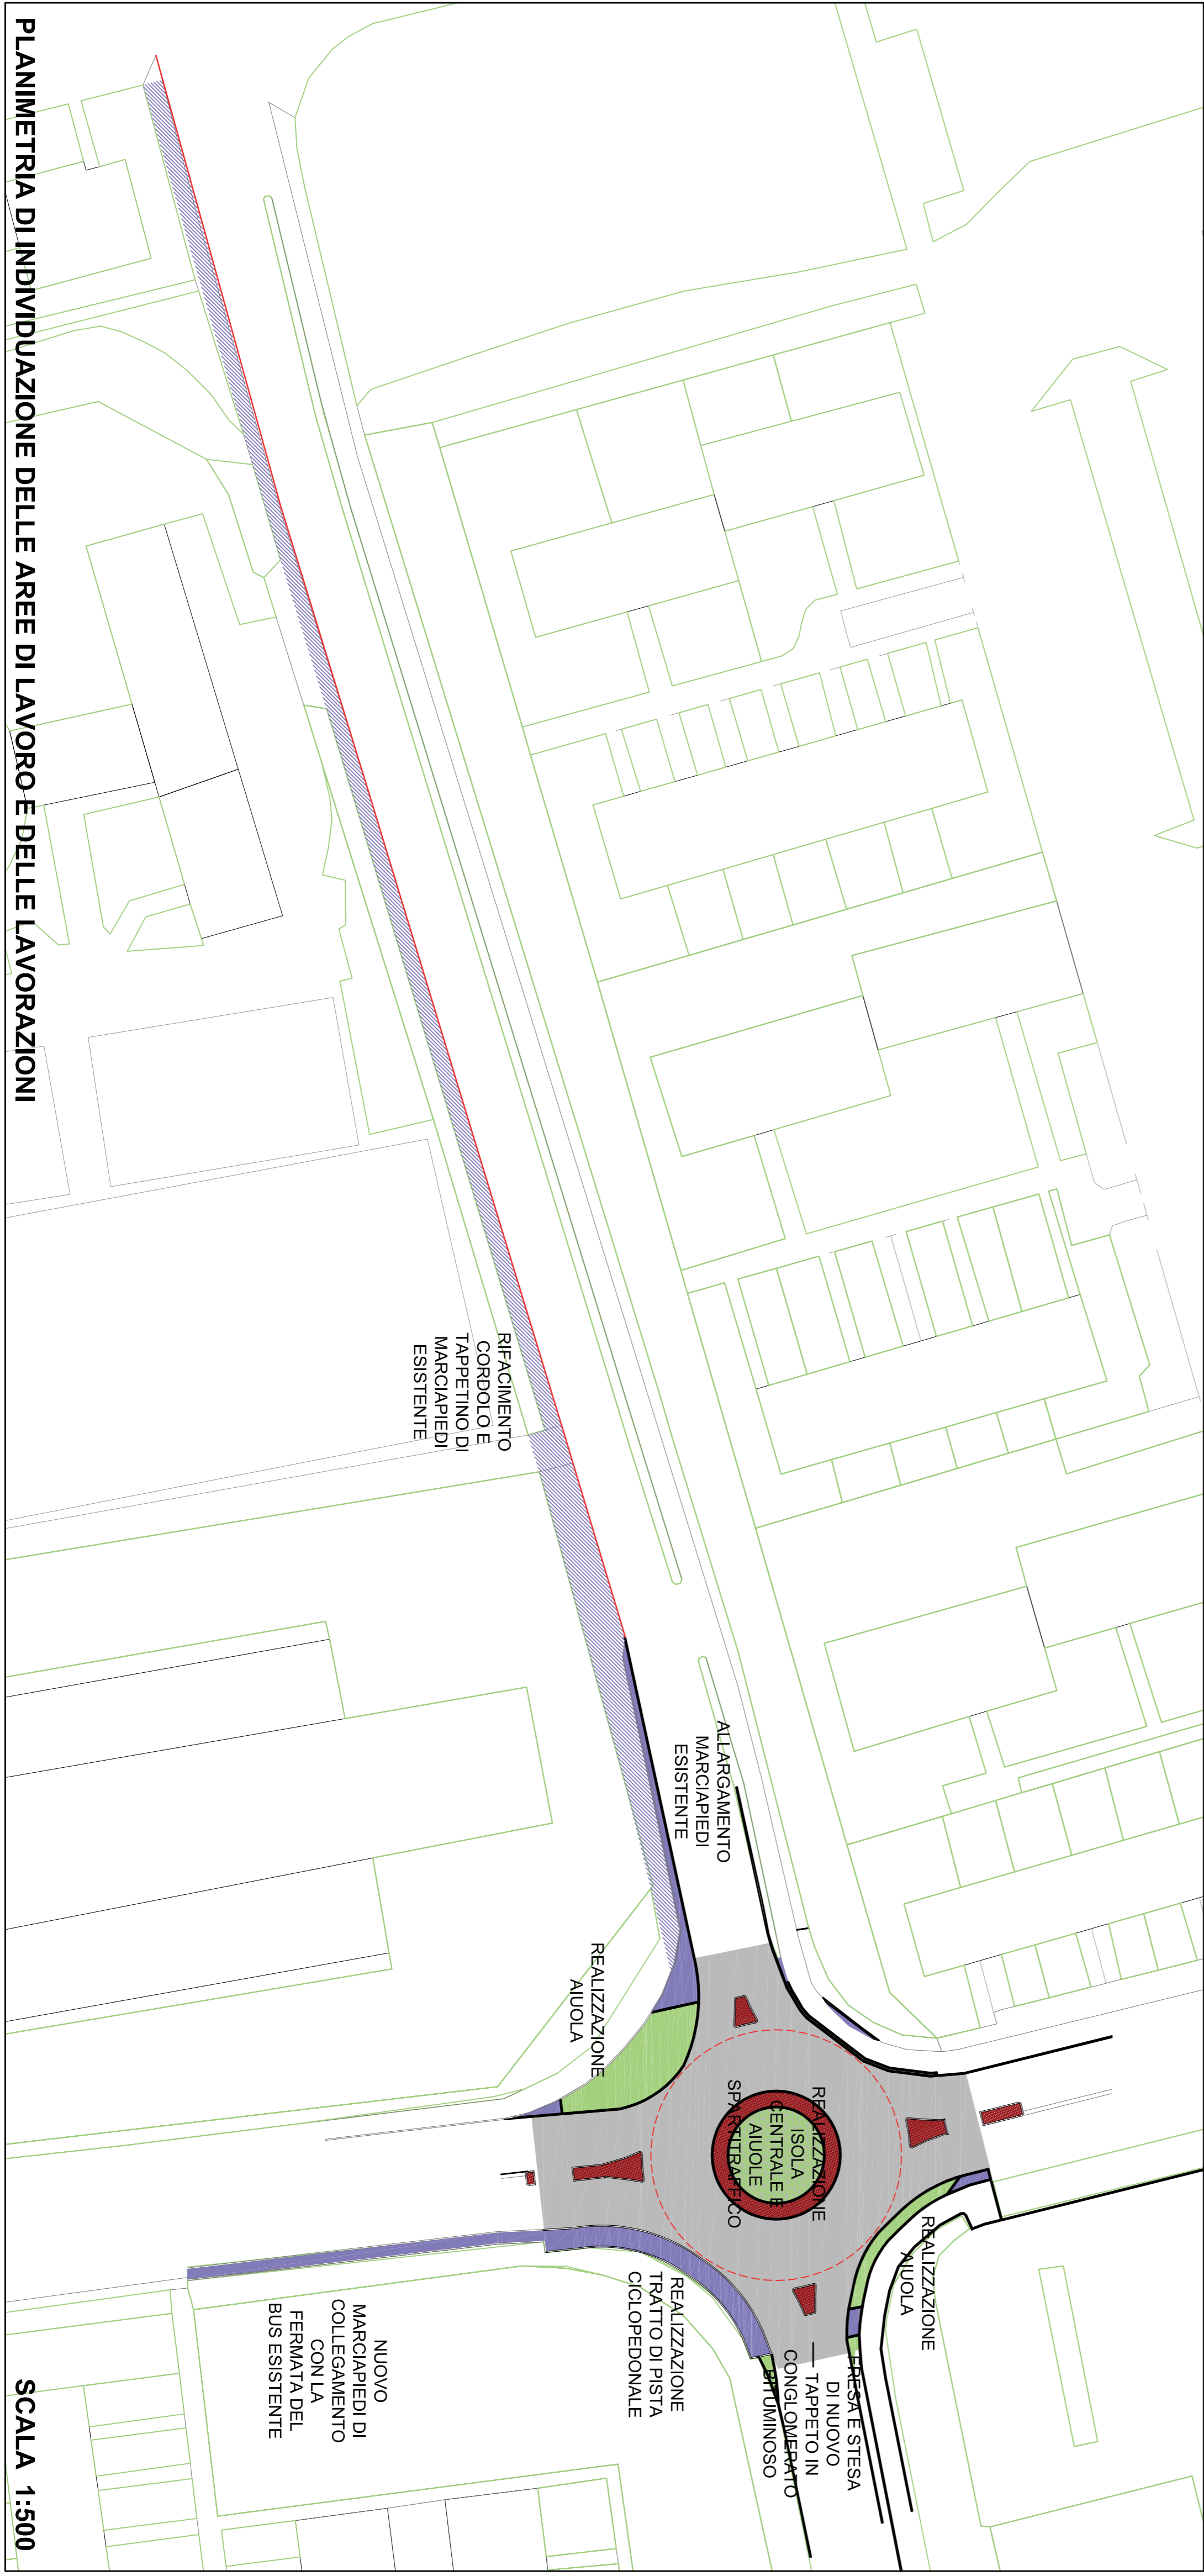 PLANIMETRIA DI INDIVIDUAZIONE DELLE AREE DI LAVORO E DELLE LAVORAZIONI
SCALA 1:500
RIFACIMENTO
CORDOLO E
TAPPETINO DI
MARCIAPIEDI
ESISTENTE
ALLARGAMENTO
MARCIAPIEDI
ESISTENTE
REALIZZAZIONE
AIUOLA
REALIZZAZIONE
ISOLA
CENTRALE E
AIUOLE
SPARTITRAFFICO
REALIZZAZIONE
AIUOLA
FRESA E STESA
DI NUOVO
TAPPETO IN
CONGLOMERATO
BITUMINOSO
REALIZZAZIONE
TRATTO DI PISTA
CICLOPEDONALE
NUOVO
MARCIAPIEDI DI
COLLEGAMENTO
CON LA
FERMATA DEL
BUS ESISTENTE